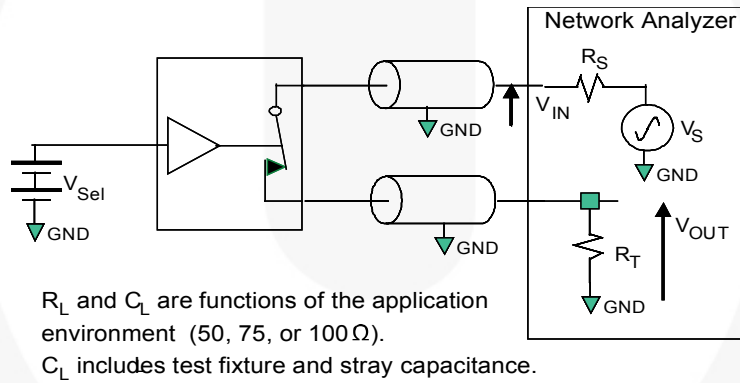 Network Analyzer
R_S
V_IN
GND
V_S
GND
V_Sel
GND
GND
V_OUT
R_T
GND
R_L and C_L are functions of the application
environment (50, 75, or 100Ω).
C_L includes test fixture and stray capacitance.